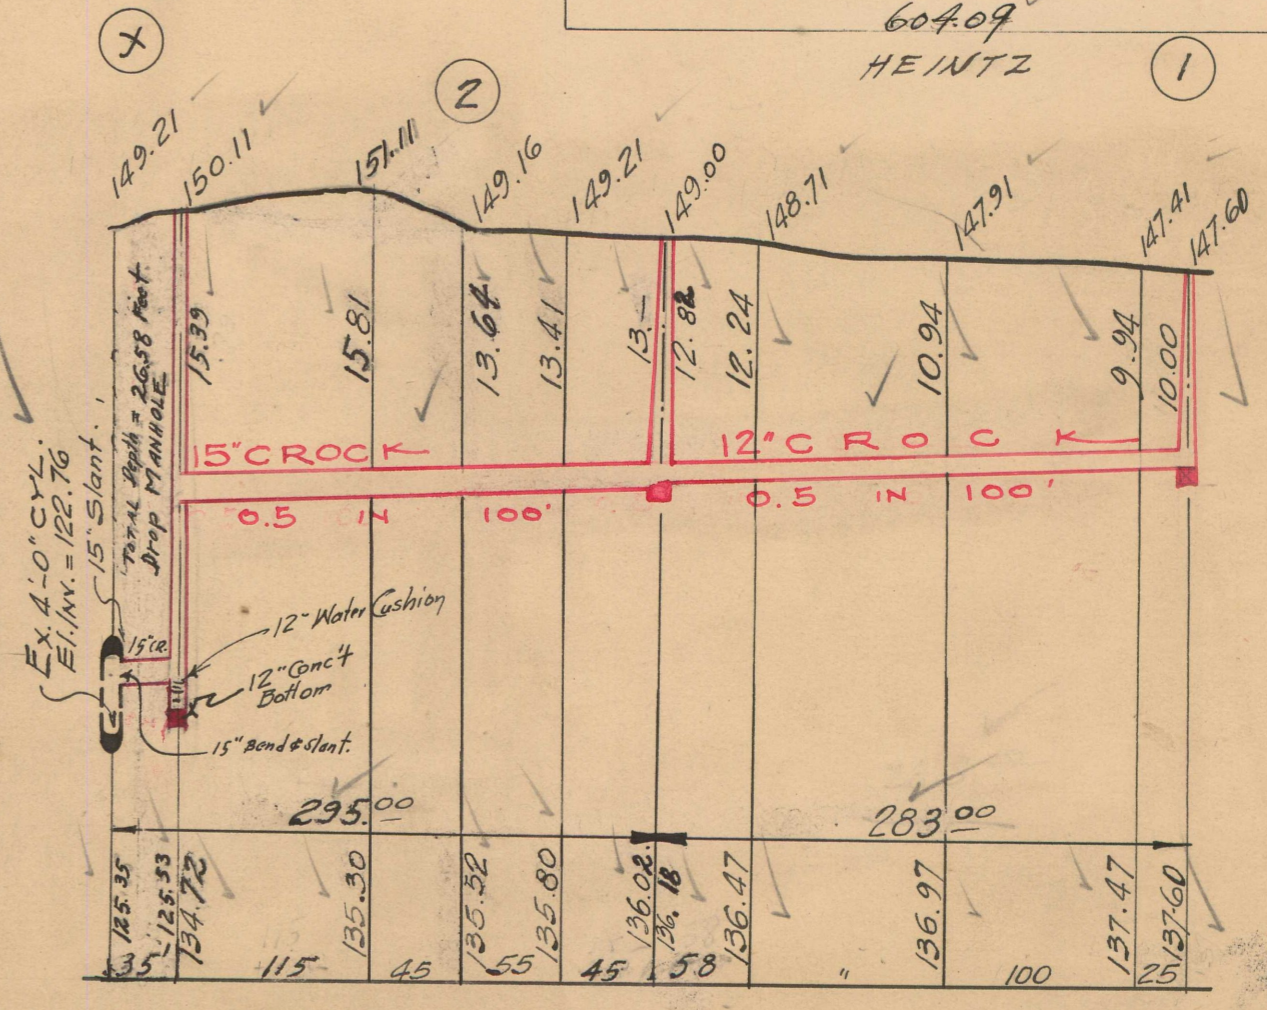 604.09
HEINTZ
X
2
1
149.21
150.11
151.11
149.16
149.21
149.00
148.71
147.91
147.41
147.60
Total Depth = 26.58 Feet.
Drop MANHOLE
15.39
15.81
13.64
13.41
13.-
12.82
12.24
10.94
9.94
10.00
15" CROCK
12" CROCK
0.5 IN 100'
0.5 IN 100'
Ex. 4'-0" CYL.
El. INV. = 122.76
15" Slant.
15" CR.
12" Water Cushion
12" Conc't
Bottom
15" Bend & Slant.
295.00
283.00
125.35
125.53
134.72
135.30
135.52
135.80
136.02
136.18
136.47
136.97
137.47
137.60
35
115
45
55
45
58
"
100
25